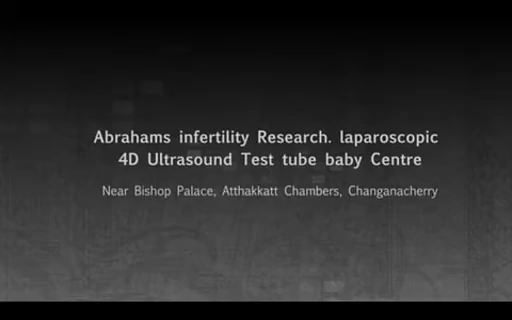 Abrahams infertility Research. laparoscopic
4D Ultrasound Test tube baby Centre
Near Bishop Palace, Atthakkatt Chambers, Changanacherry